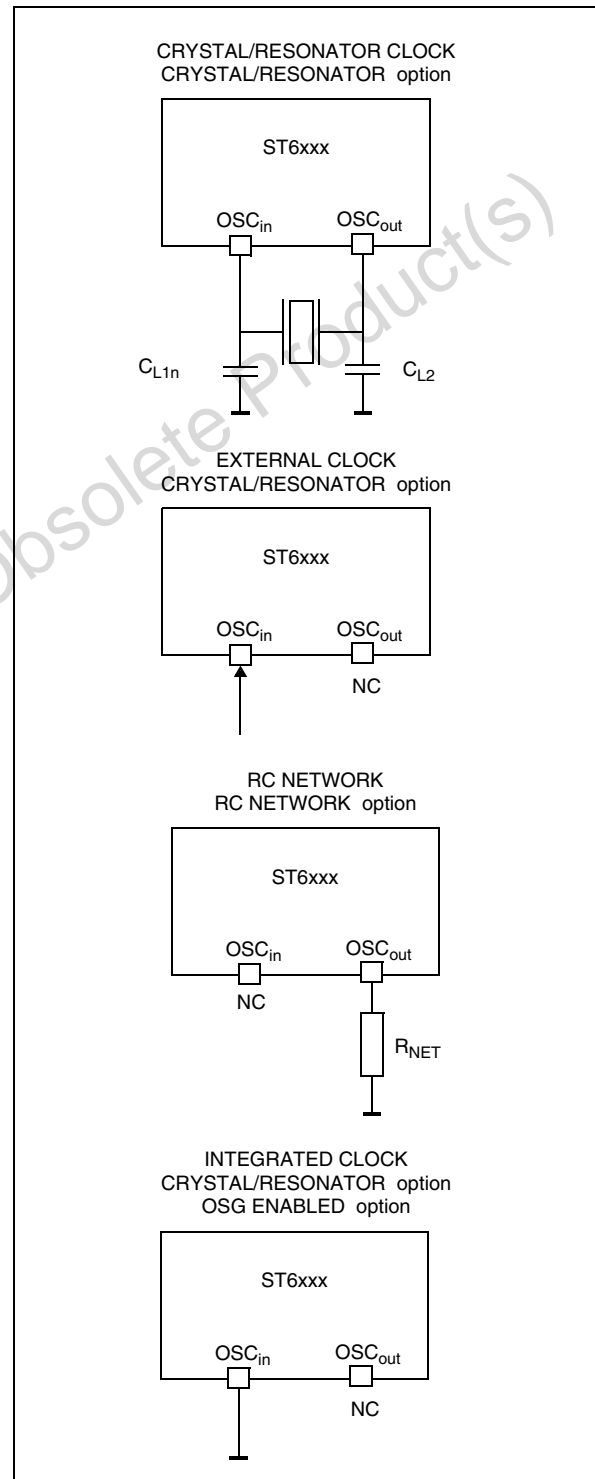 CRYSTAL/RESONATOR CLOCK
CRYSTAL/RESONATOR option
ST6xxx
OSCin OSCout
CL1n CL2
EXTERNAL CLOCK
CRYSTAL/RESONATOR option
ST6xxx
OSCin OSCout
NC
RC NETWORK
RC NETWORK option
ST6xxx
OSCin OSCout
NC
RNET
INTEGRATED CLOCK
CRYSTAL/RESONATOR option
OSG ENABLED option
ST6xxx
OSCin OSCout
NC
Obsolete Product(s)